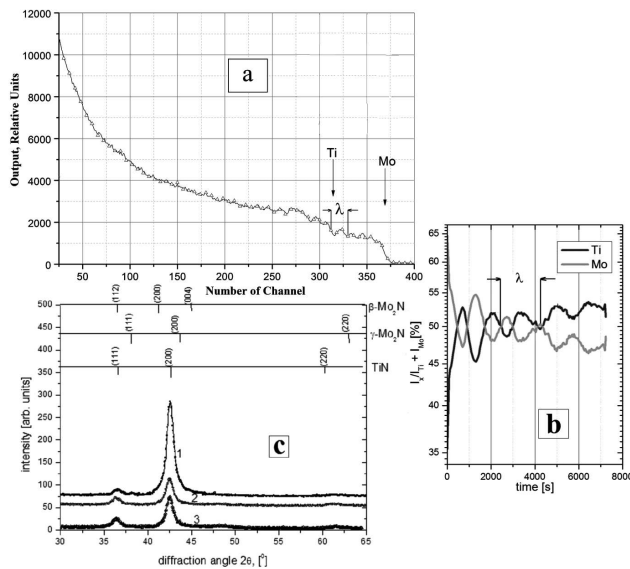 12000
10000
8000
6000
4000
2000
0
Output, Relative Units
a
Ti
Mo
λ
50 100 150 200 250 300 350 400
Number of Channel
(112) (200) (004) β-Mo2N
(111) (200) (220) γ-Mo2N
(111) (200) (220) TiN
500
450
400
350
300
250
200
150
100
50
0
intensity [arb. units]
c
1
2
3
30 35 40 45 50 55 60 65
diffraction angle 2θ, [°]
65
55
50
45
40
35
Ix/ITi + IMo[%]
Ti
Mo
λ
b
0 2000 4000 6000 8000
time [s]